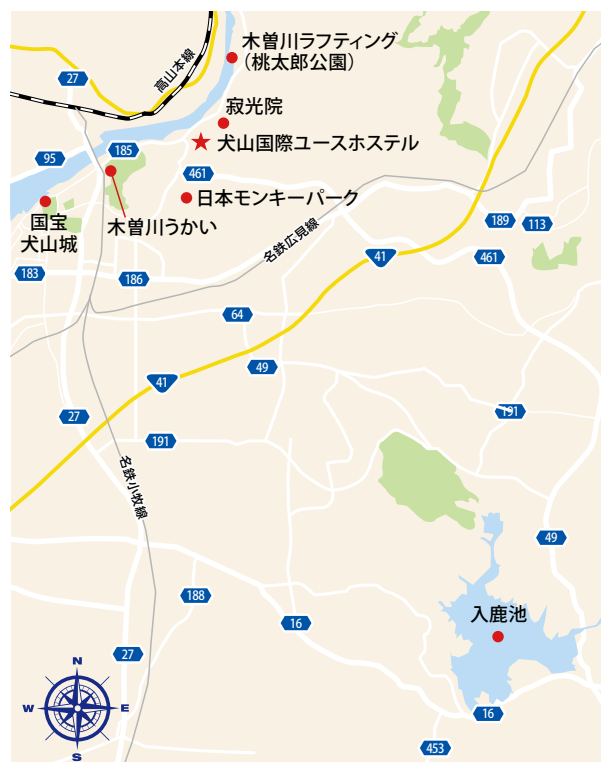 木曽川ラフティング
（桃太郎公園）
高山本線
27
寂光院
犬山国際ユースホステル
185
95
461
日本モンキーパーク
国宝
犬山城
木曽川うかい
189
113
名鉄広見線
41
461
183
186
64
49
41
27
191
191
名鉄小牧線
49
188
16
入鹿池
27
N
W
E
S
16
453